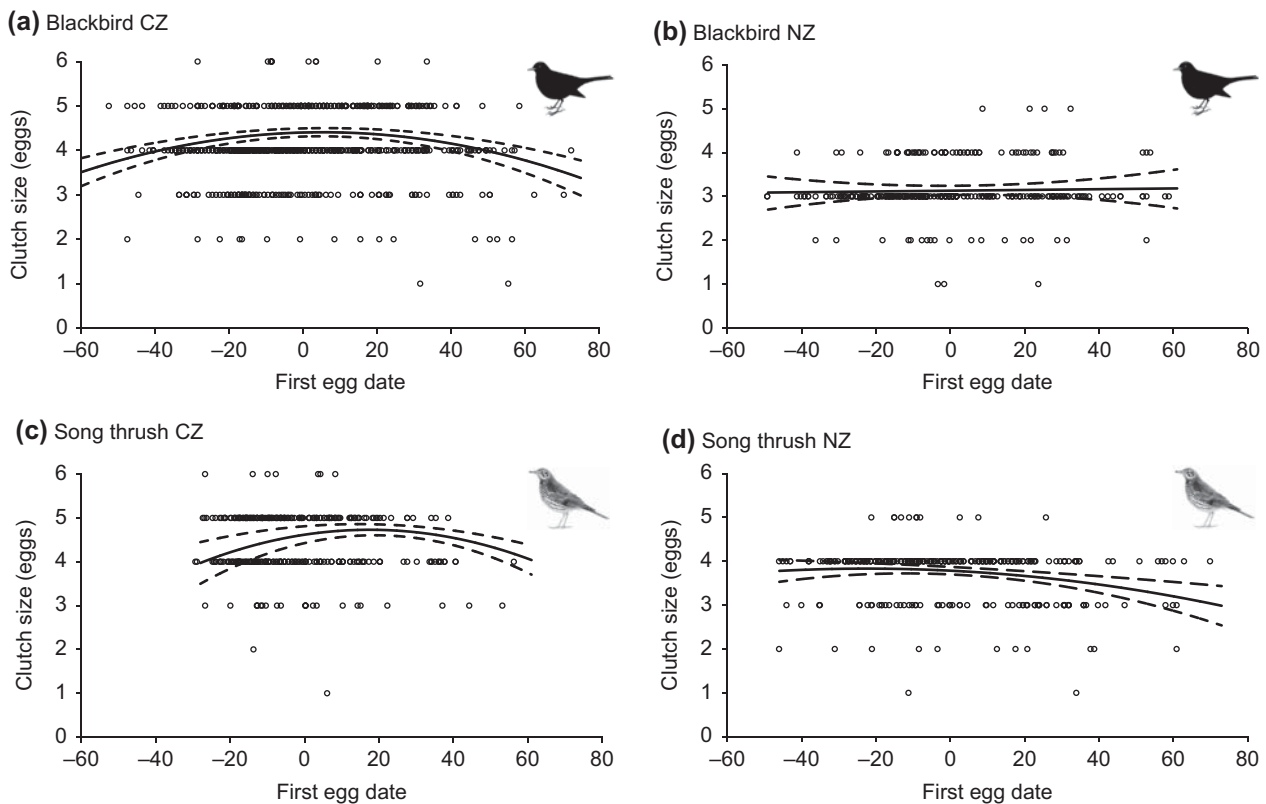 (a) Blackbird CZ
6
5
4
3
2
1
0
Clutch size (eggs)
–60 –40 –20 0 20 40 60 80
First egg date
(b) Blackbird NZ
6
5
4
3
2
1
0
Clutch size (eggs)
–60 –40 –20 0 20 40 60 80
First egg date
(c) Song thrush CZ
6
5
4
3
2
1
0
Clutch size (eggs)
–60 –40 –20 0 20 40 60 80
First egg date
(d) Song thrush NZ
6
5
4
3
2
1
0
Clutch size (eggs)
–60 –40 –20 0 20 40 60 80
First egg date